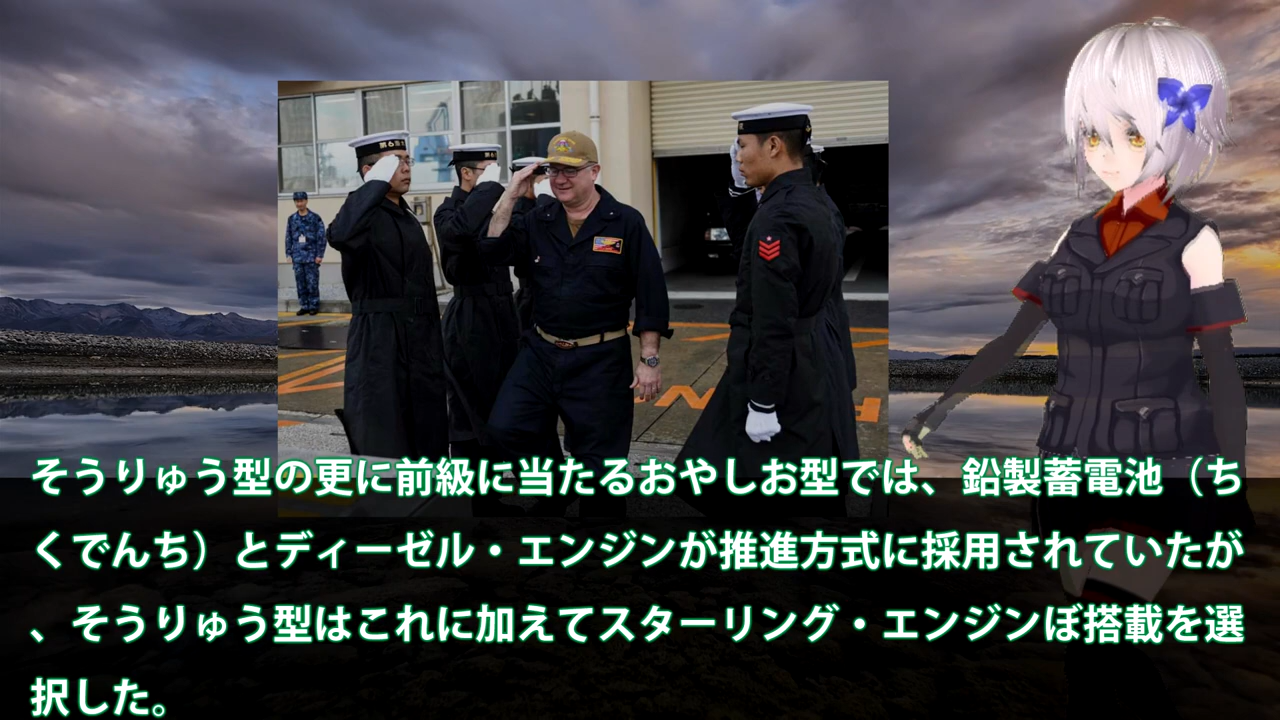 そうりゅう型の更に前級に当たるおやしお型では、鉛製蓄電池（ち
くでんち）とディーゼル・エンジンが推進方式に採用されていたが
、そうりゅう型はこれに加えてスターリング・エンジンぼ搭載を選
択した。